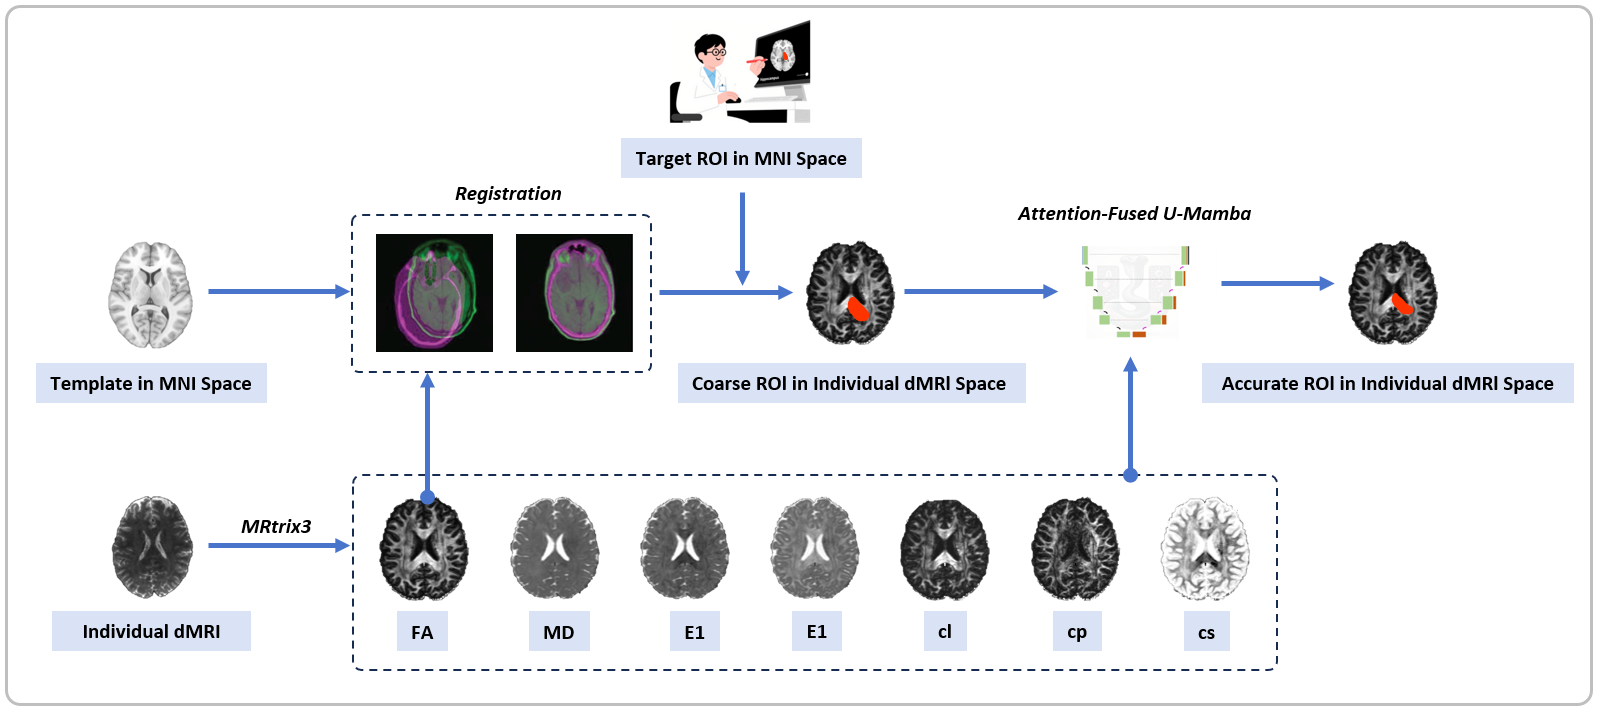 Target ROI in MNI Space
Registration
Attention-Fused U-Mamba
Template in MNI Space
Coarse ROI in Individual dMRI Space
Accurate ROI in Individual dMRI Space
MRtrix3
Individual dMRI
FA
MD
E1
E1
cl
cp
cs